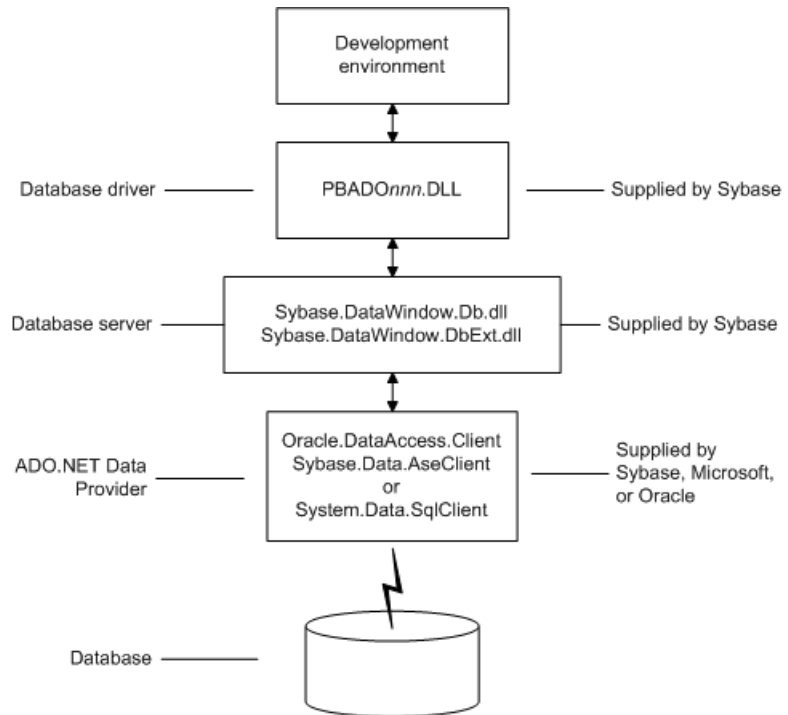 Development
environment
Database driver
PBADOnnn.DLL
Supplied by Sybase
Database server
Sybase.DataWindow.Db.dll
Sybase.DataWindow.DbExt.dll
Supplied by Sybase
ADO.NET Data
Provider
Oracle.DataAccess.Client
Sybase.Data.AseClient
or
System.Data.SqlClient
Supplied by
Sybase, Microsoft,
or Oracle
Database